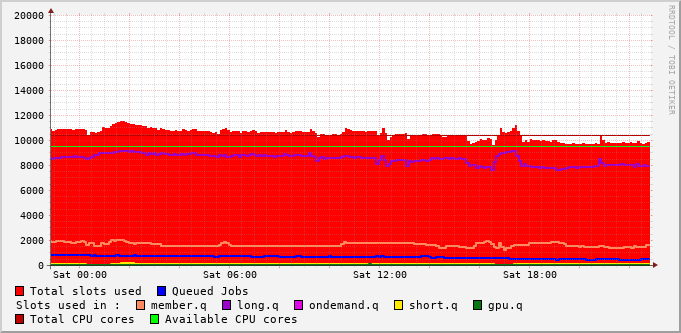 20000
18000
16000
14000
12000
10000
8000
6000
4000
2000
0
Sat 00:00 Sat 06:00 Sat 12:00 Sat 18:00
RRDTOOL / TOBI OETIKER
Total slots used Queued Jobs
Slots used in : member.q long.q ondemand.q short.q gpu.q
Total CPU cores Available CPU cores